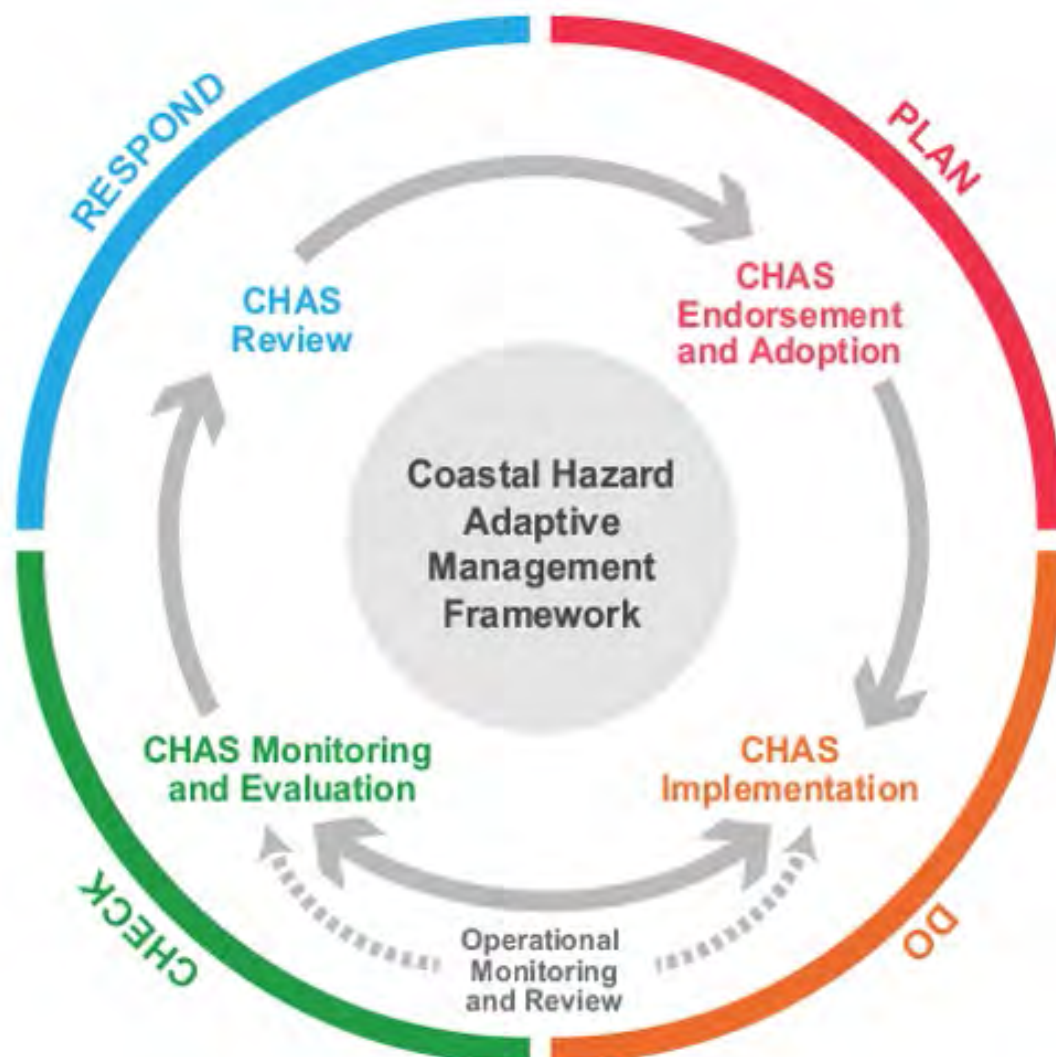 RESPOND
PLAN
CHAS
Review
CHAS
Endorsement
and Adoption
Coastal Hazard
Adaptive
Management
Framework
CHAS Monitoring
and Evaluation
CHAS
Implementation
Operational
Monitoring
and Review
CHECK
DO